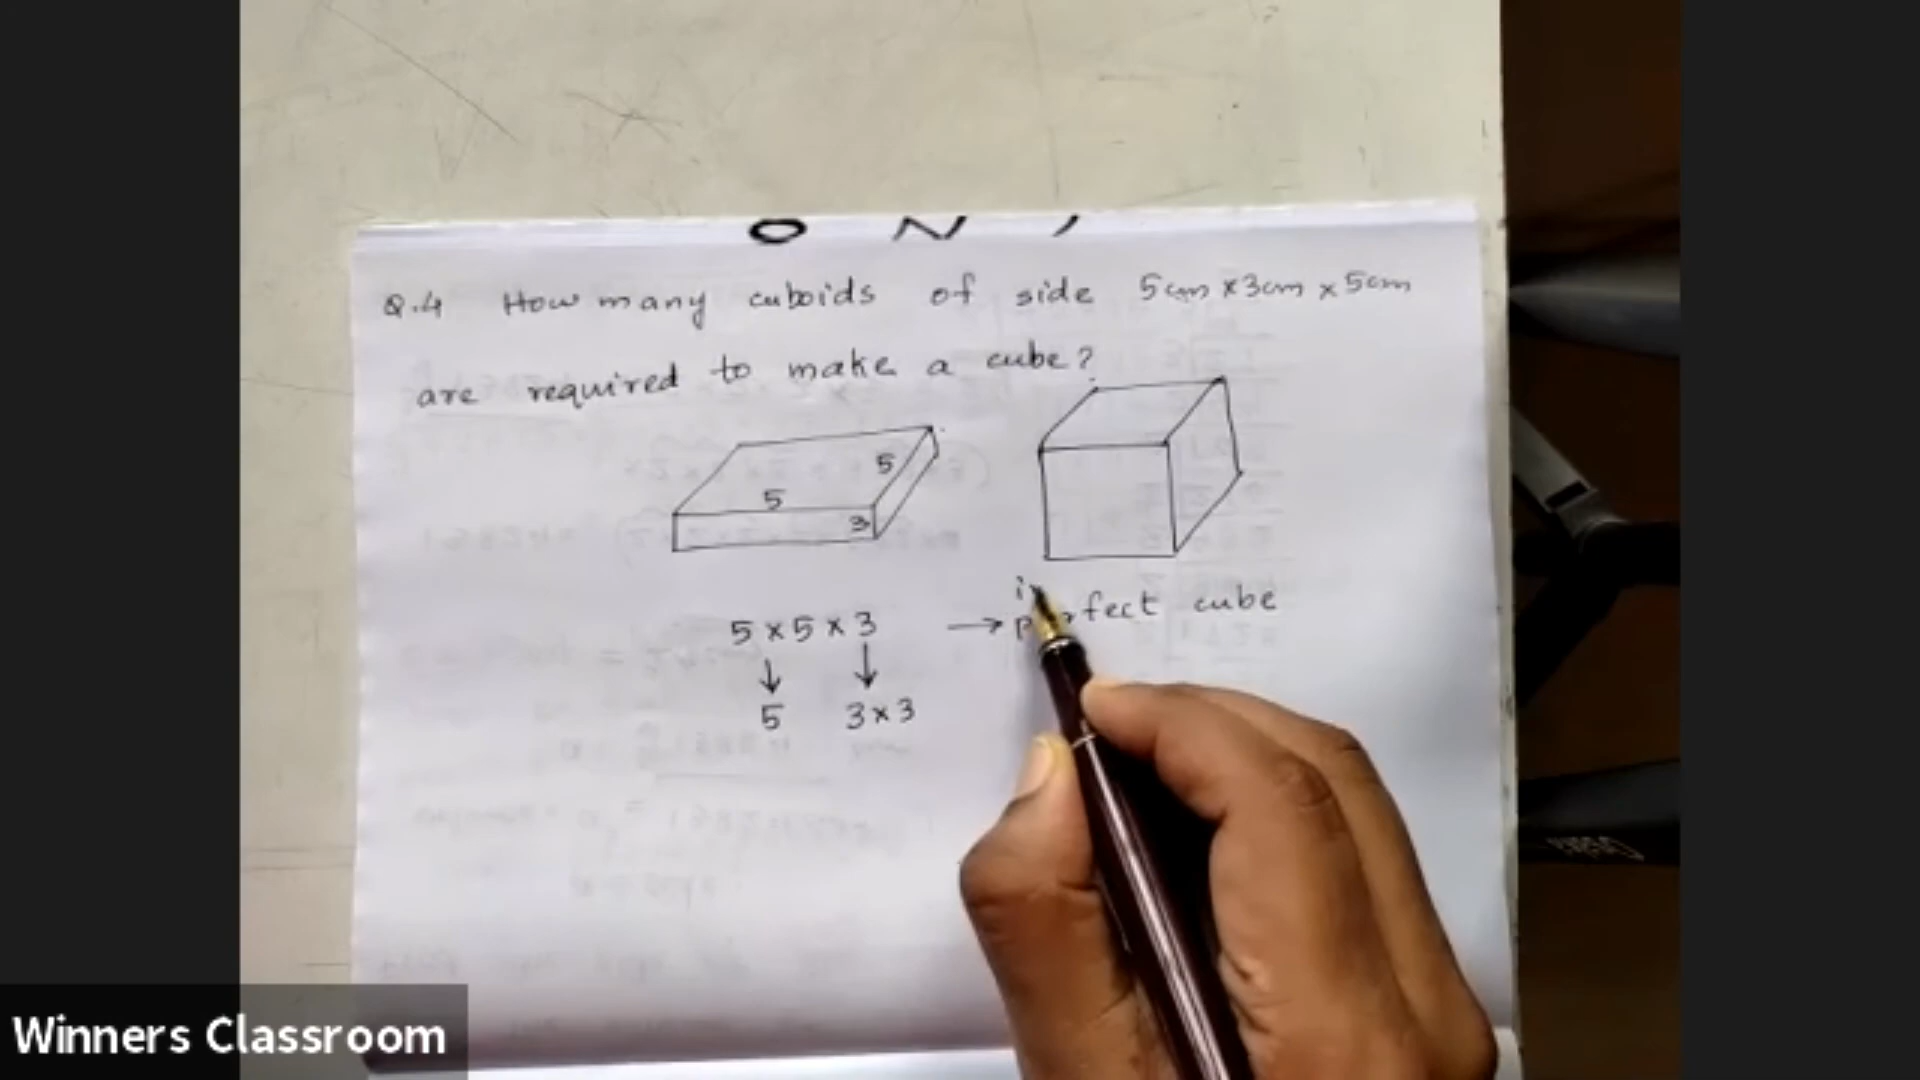 O N ,
Q.4 How many cuboids of side 5cm x 3cm x 5cm
are required to make a cube?
5
5
3
5 x 5 x 3 → perfect cube
5 3 x 3
Winners Classroom